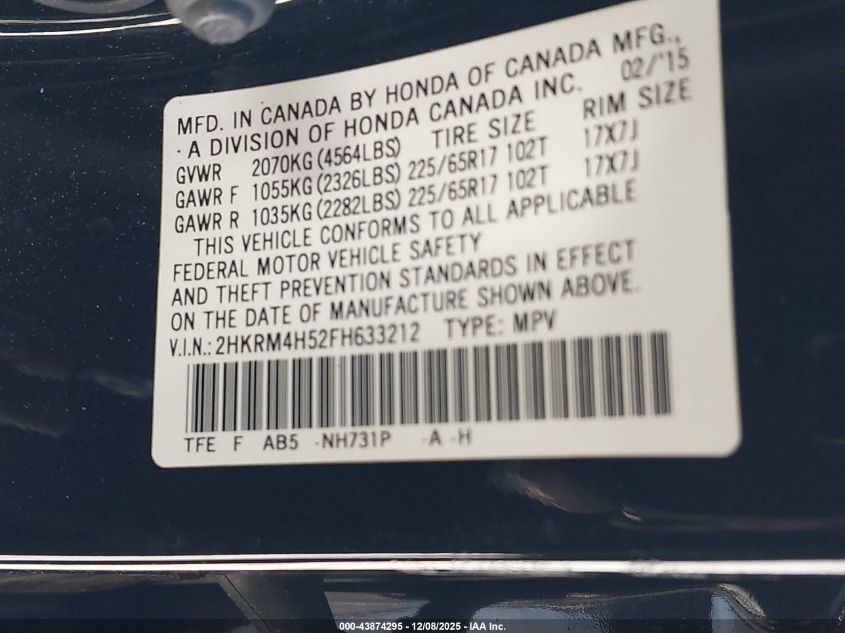 MFD. IN CANADA BY HONDA OF CANADA MFG.,
· A DIVISION OF HONDA CANADA INC. 02/'15
GVWR 2070KG (4564LBS) TIRE SIZE RIM SIZE
GAWR F 1055KG (2326LBS) 225/65R17 102T 17X7J
GAWR R 1035KG (2282LBS) 225/65R17 102T 17X7J
THIS VEHICLE CONFORMS TO ALL APPLICABLE
FEDERAL MOTOR VEHICLE SAFETY
AND THEFT PREVENTION STANDARDS IN EFFECT
ON THE DATE OF MANUFACTURE SHOWN ABOVE.
V.I.N.: 2HKRM4H52FH633212 TYPE: MPV
TFE F AB5 -NH731P -A -H
000-43874295 - 12/08/2025 - IAA Inc.